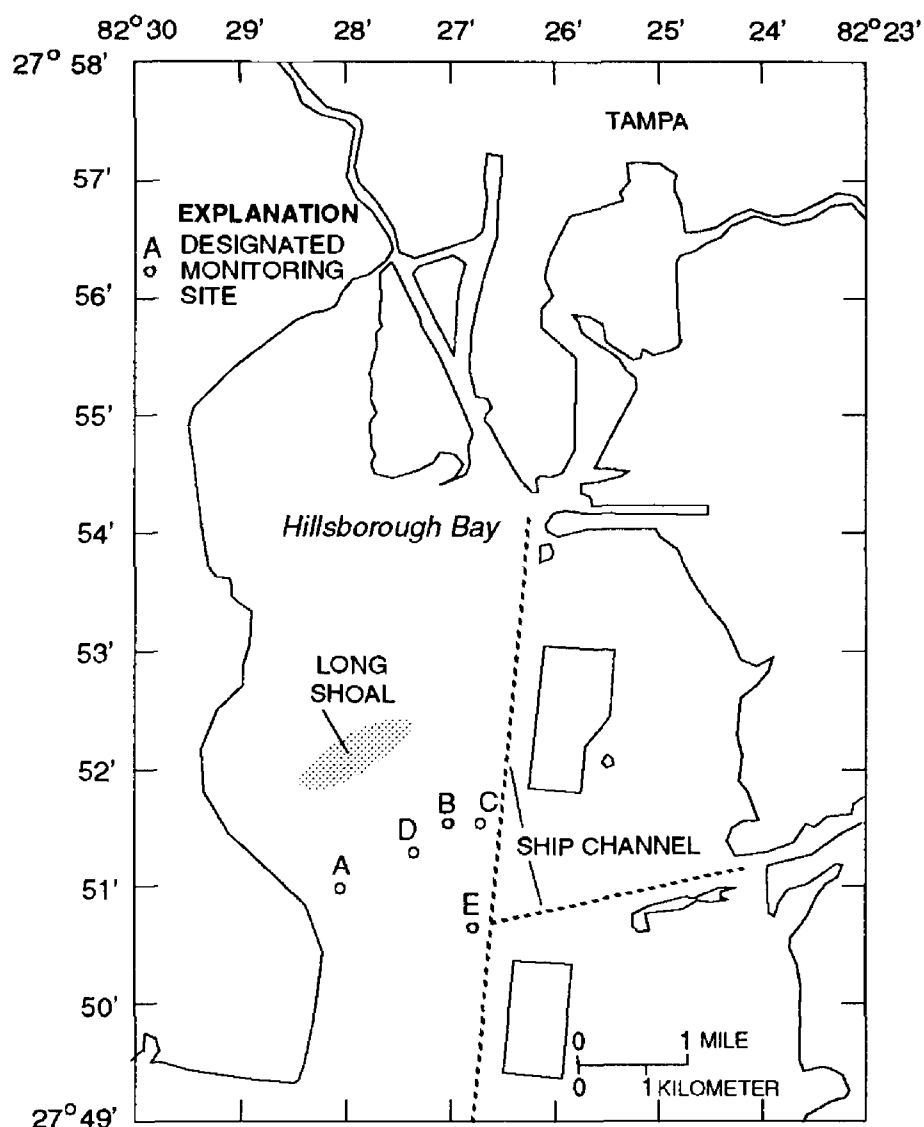 82° 30 29' 28' 27' 26' 25' 24' 82° 23'
27° 58'
TAMPA
57'
EXPLANATION
A DESIGNATED
MONITORING
SITE
56'
55'
54'
Hillsborough Bay
53'
LONG
SHOAL
52'
B C
D
SHIP CHANNEL
A
51'
E
50'
0 1 MILE
0 1 KILOMETER
27° 49'